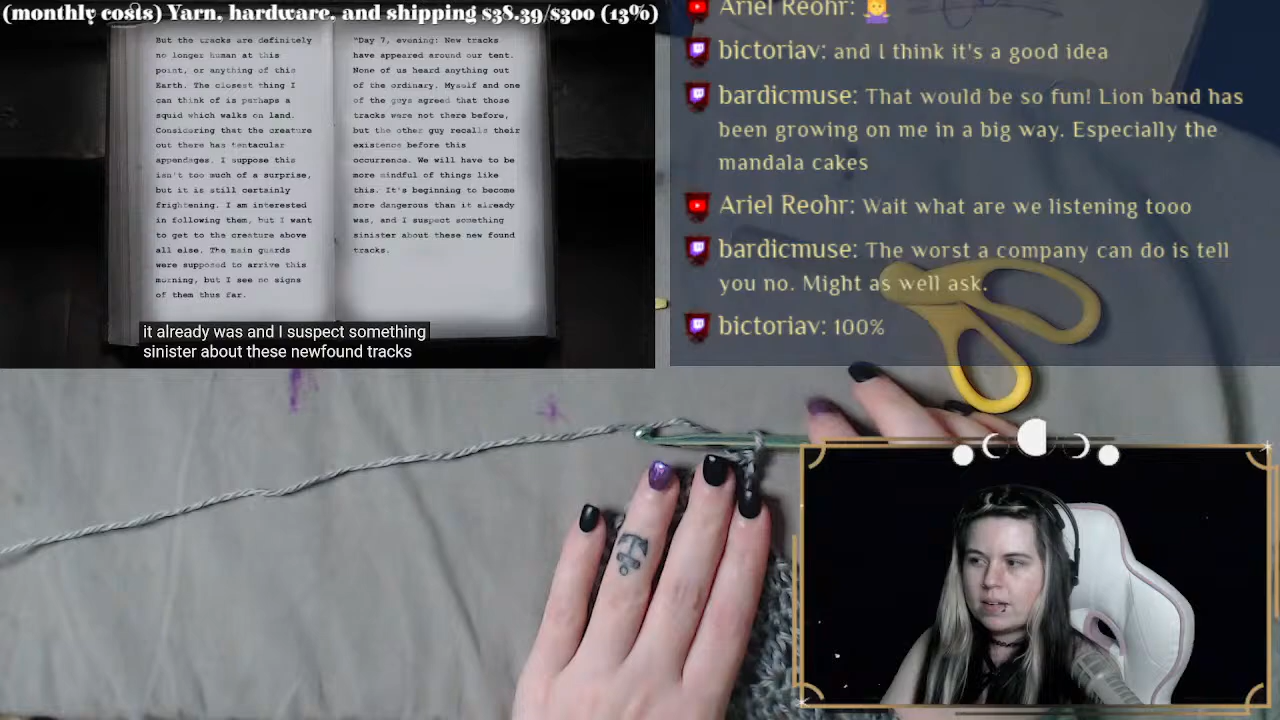 (monthly costs) Yarn, hardware, and shipping $38.39/$300 (13%)
But the tracks are definitely
no longer human at this
point, or anything of this
Earth. The closest thing I
can think of is perhaps a
squid which walks on land.
Considering that the creature
out there has tentacular
appendages. I suppose this
isn't too much of a surprise,
but it is still certainly
frightening. I am interested
in following them, but I want
to get to the creature above
all else. The main guards
were supposed to arrive this
morning, but I see no signs
of them thus far.
"Day 7, evening: New tracks
have appeared around our tent.
None of us heard anything out
of the ordinary. Myself and one
of the guys agreed that those
tracks were not there before,
but the other guy recalls their
existence before this
occurrence. We will have to be
more mindful of things like
this. It's beginning to become
more dangerous than it already
was, and I suspect something
sinister about these new found
tracks.
it already was and I suspect something
sinister about these newfound tracks
Ariel Reohr:
bictoriav: and I think it's a good idea
bardicmuse: That would be so fun! Lion band has
been growing on me in a big way. Especially the
mandala cakes
Ariel Reohr: Wait what are we listening tooo
bardicmuse: The worst a company can do is tell
you no. Might as well ask.
bictoriav: 100%